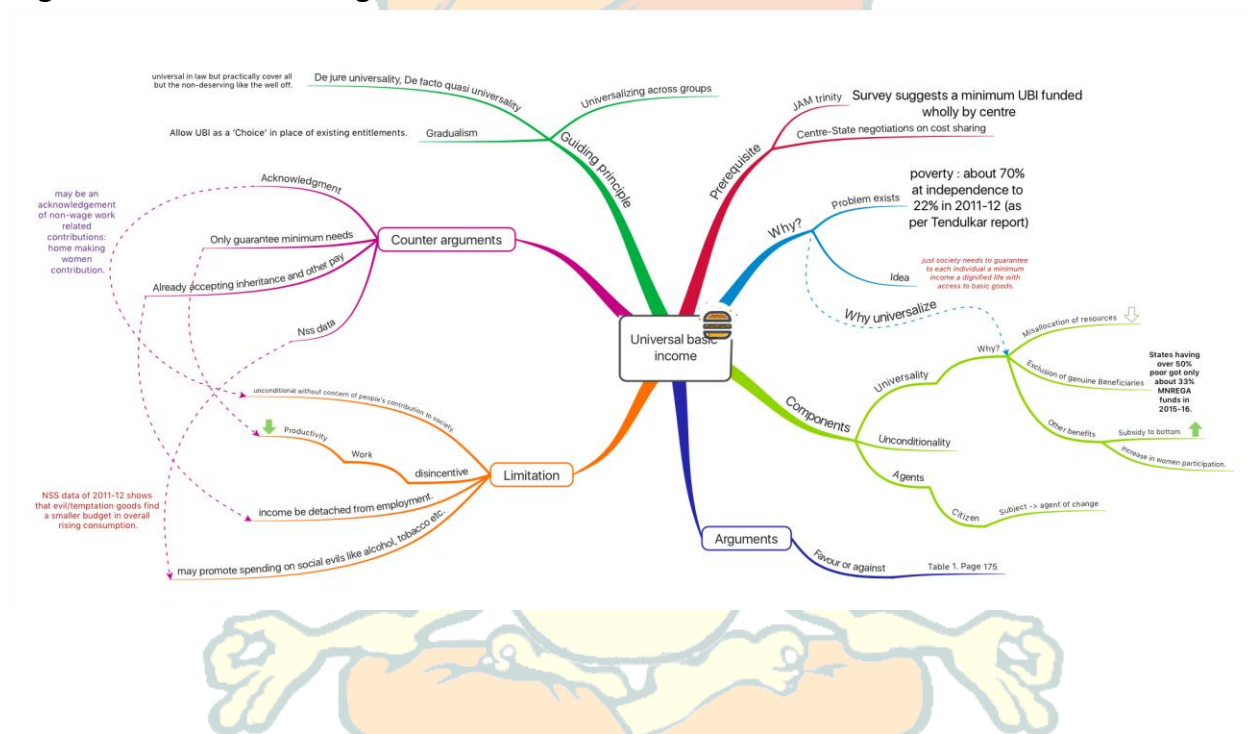 universal in law but practically cover all
but the non-deserving like the well off.
De jure universality, De facto quasi universality
Universalizing across groups
Allow UBI as a 'Choice' in place of existing entitlements.
Gradualism
Guiding principle
JAM trinity
Survey suggests a minimum UBI funded
wholly by centre
Centre-State negotiations on cost sharing
Prerequisite
Why?
Problem exists
poverty : about 70%
at independence to
22% in 2011-12 (as
per Tendulkar report)
Idea
just society needs to guarantee
to each individual a minimum
income a dignified life with
access to basic goods.
Why universalize
Acknowledgment
may be an
acknowledgement
of non-wage work
related
contributions:
home making
women
contribution.
Only guarantee minimum needs
Counter arguments
Already accepting inheritance and other pay
Nss data
Universal basic
income
Components
Universality
Why?
Misallocation of resources
Exclusion of genuine Beneficiaries
States having
over 50%
poor got only
about 33%
MNREGA
funds in
2015-16.
Other benefits
Subsidy to bottom
increase in women participation.
Unconditionality
Agents
Citizen
Subject -> agent of change
unconditional without concern of people's contribution to society.
Productivity
Work
disincentive
Limitation
income be detached from employment.
NSS data of 2011-12 shows
that evil/temptation goods find
a smaller budget in overall
rising consumption.
may promote spending on social evils like alcohol, tobacco etc.
Arguments
Favour or against
Table 1. Page 175